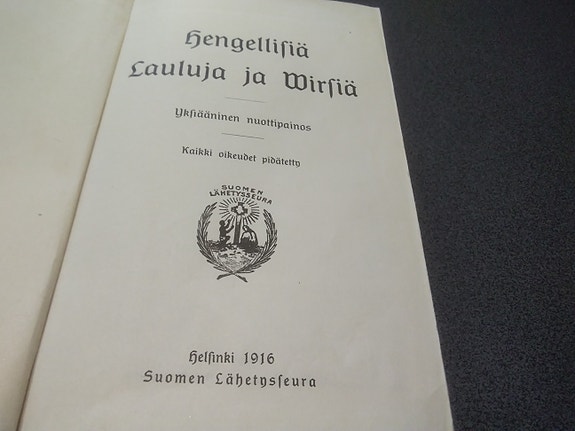 Hengellisiä
Lauluja ja Wirsiä
Yksiääninen nuottipainos
Kaikki oikeudet pidätetty
SUOMEN
LÄHETYSSEURA
Helsinki 1916
Suomen Lähetysseura